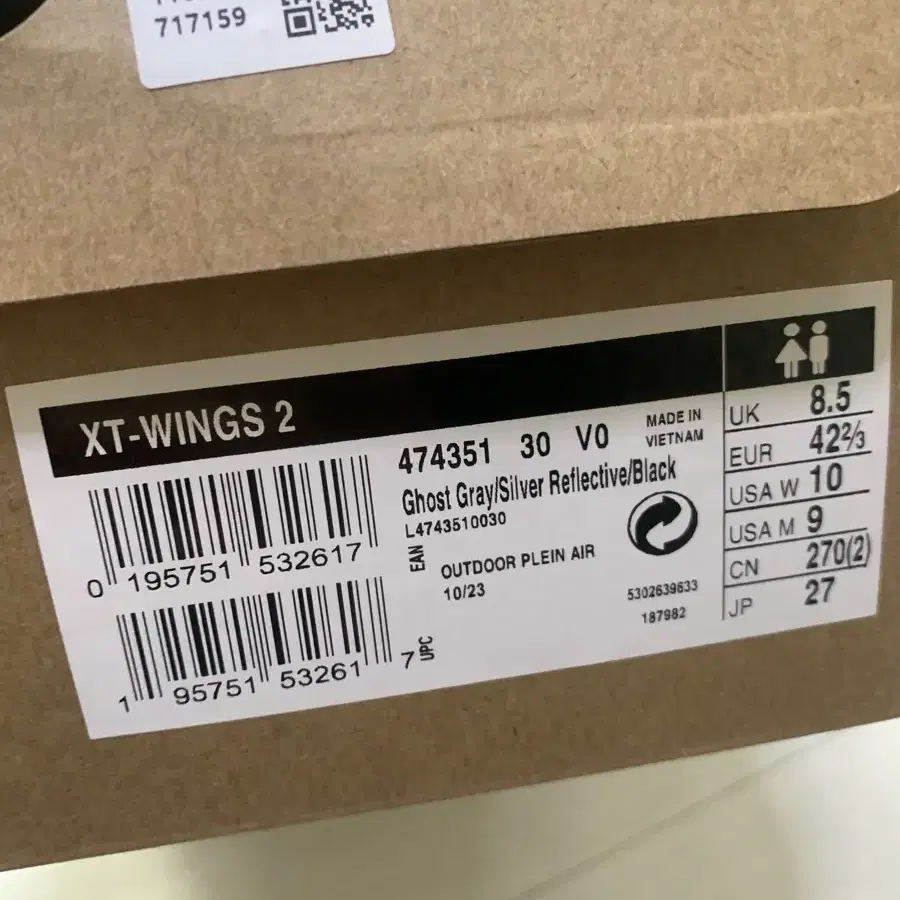 717159
XT-WINGS 2
474351 30 V0
MADE IN
VIETNAM
Ghost Gray/Silver Reflective/Black
L4743510030
EAN
0 195751 532617
OUTDOOR PLEIN AIR
10/23
5302639633
187982
1 95751 53261 7
UPC
UK 8.5
EUR 42⅔
USA W 10
USA M 9
CN 270(2)
JP 27